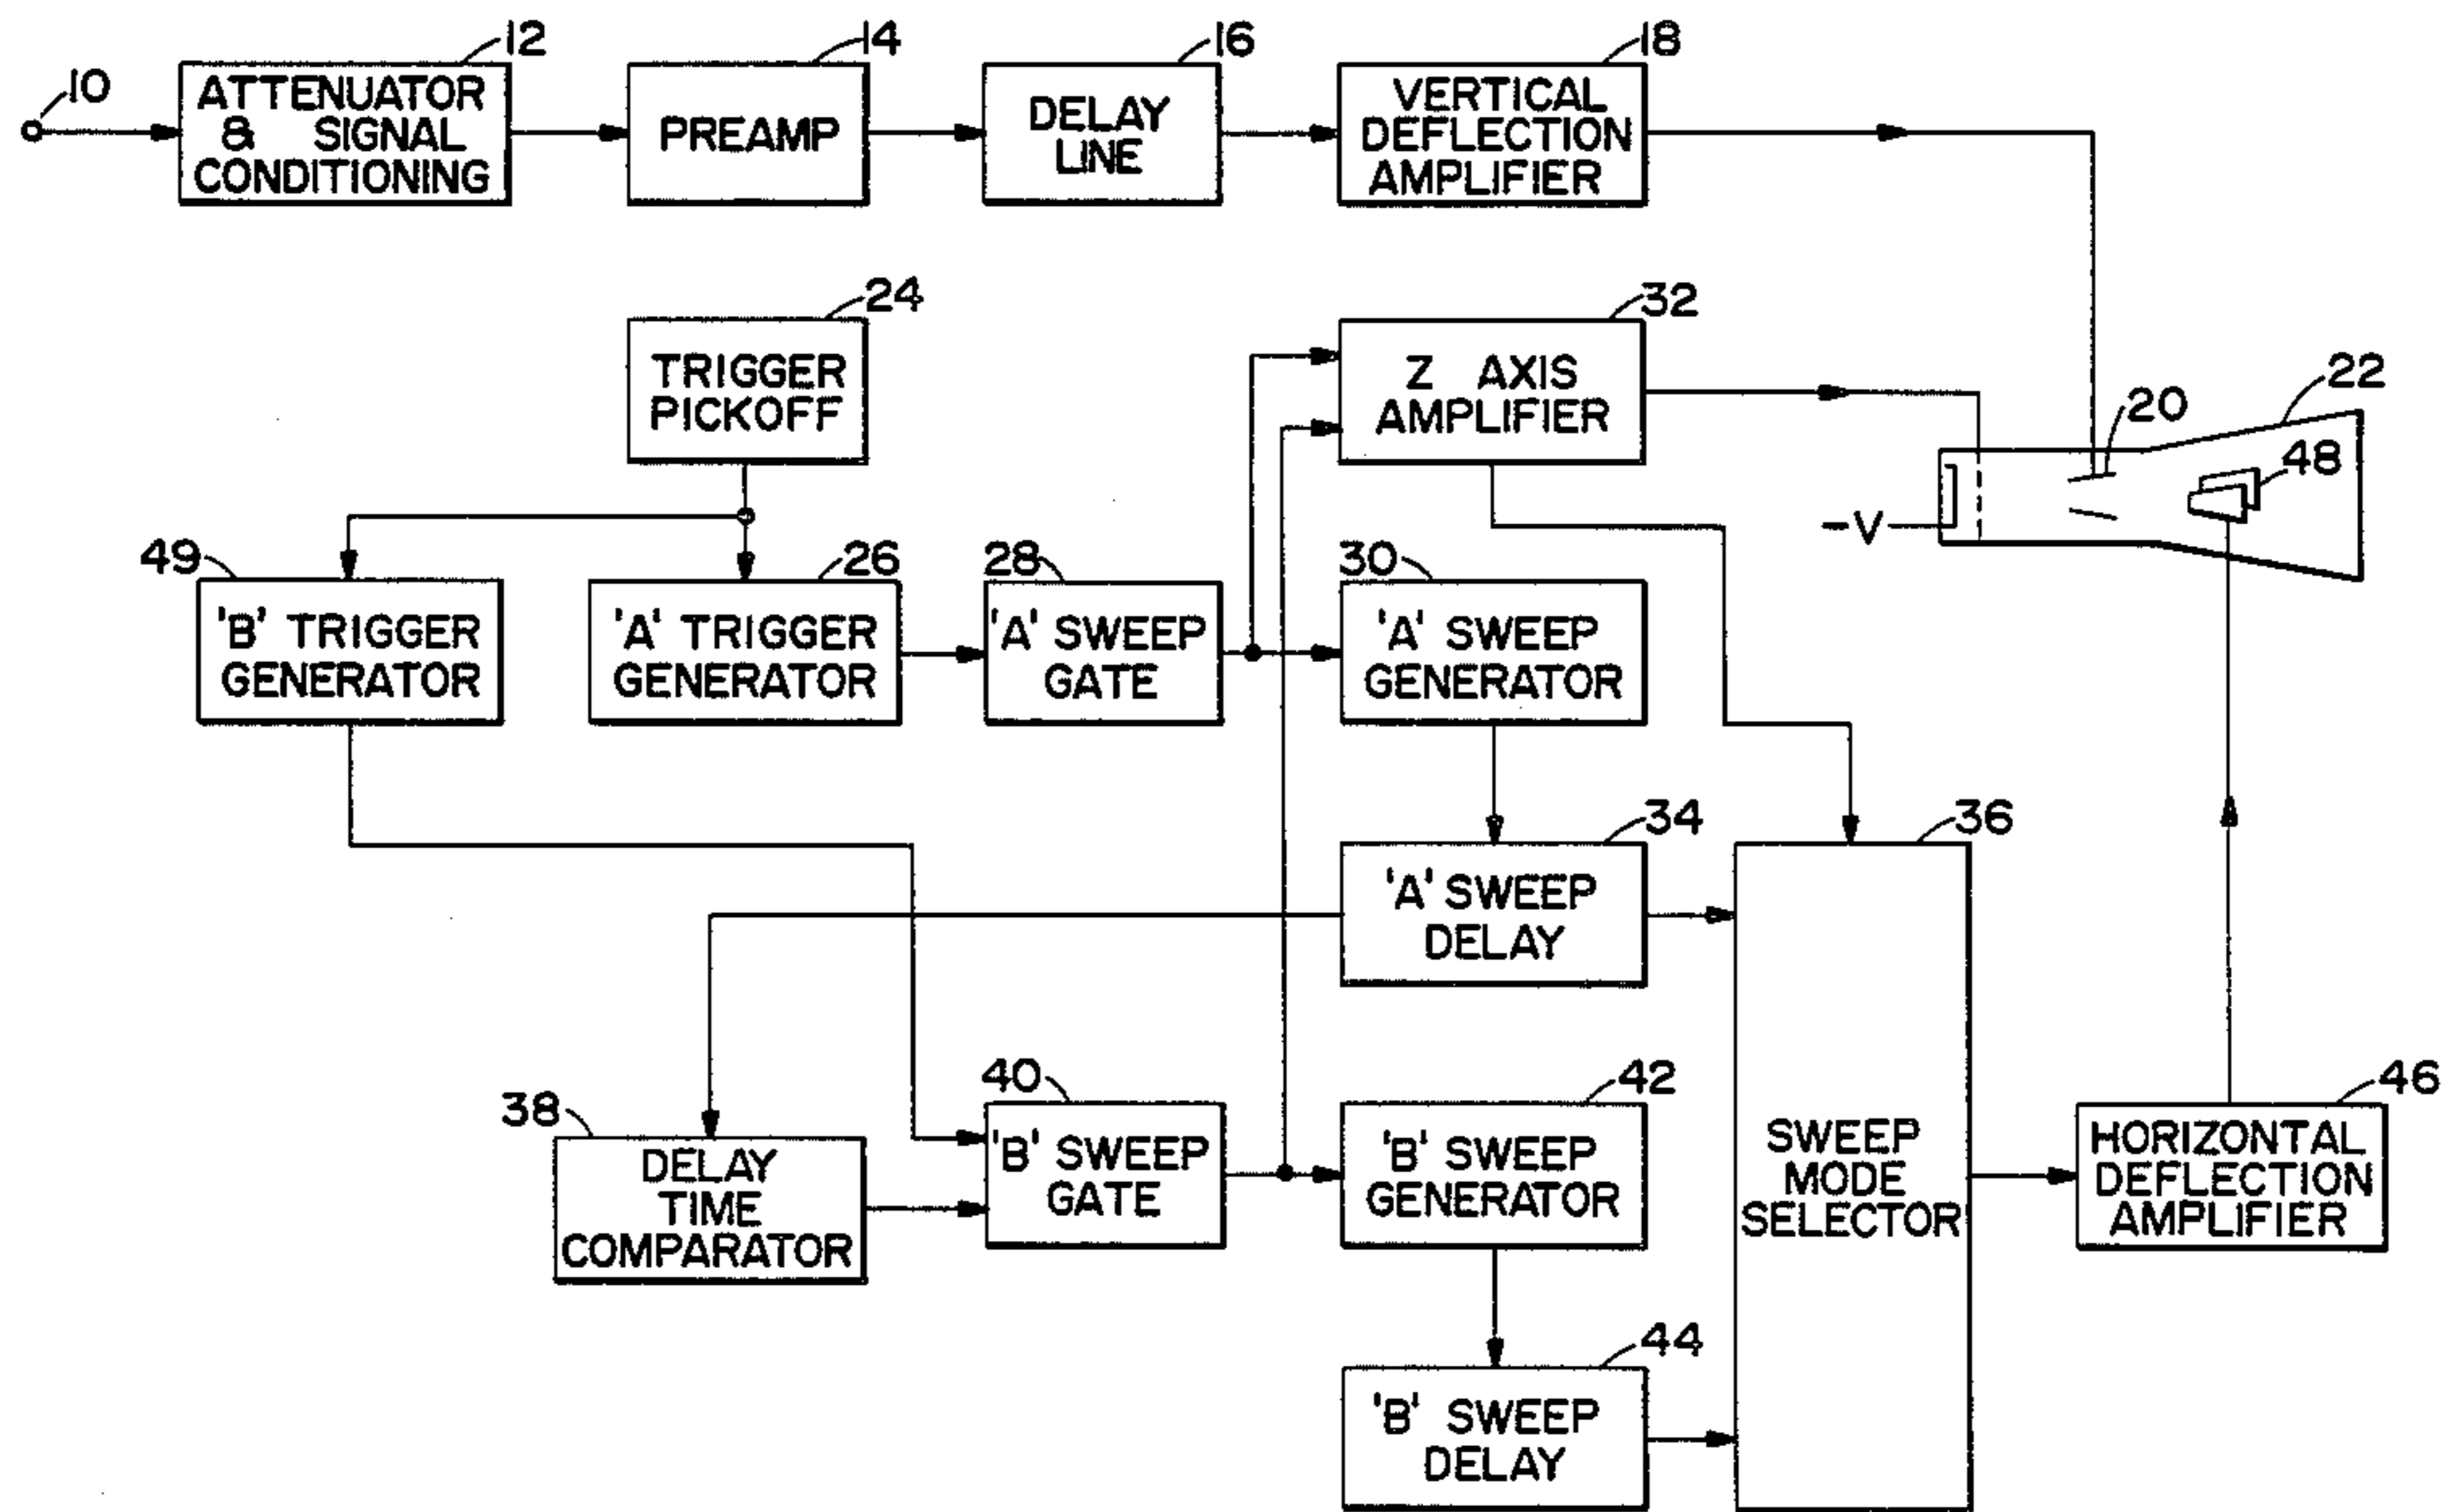 10
12
ATTENUATOR
& SIGNAL
CONDITIONING
14
PREAMP
16
DELAY
LINE
18
VERTICAL
DEFLECTION
AMPLIFIER
24
TRIGGER
PICKOFF
32
Z AXIS
AMPLIFIER
22
20
48
-V
49
'B' TRIGGER
GENERATOR
26
'A' TRIGGER
GENERATOR
28
'A' SWEEP
GATE
30
'A' SWEEP
GENERATOR
34
'A' SWEEP
DELAY
36
SWEEP
MODE
SELECTOR
38
DELAY
TIME
COMPARATOR
40
'B' SWEEP
GATE
42
'B' SWEEP
GENERATOR
46
HORIZONTAL
DEFLECTION
AMPLIFIER
44
'B' SWEEP
DELAY